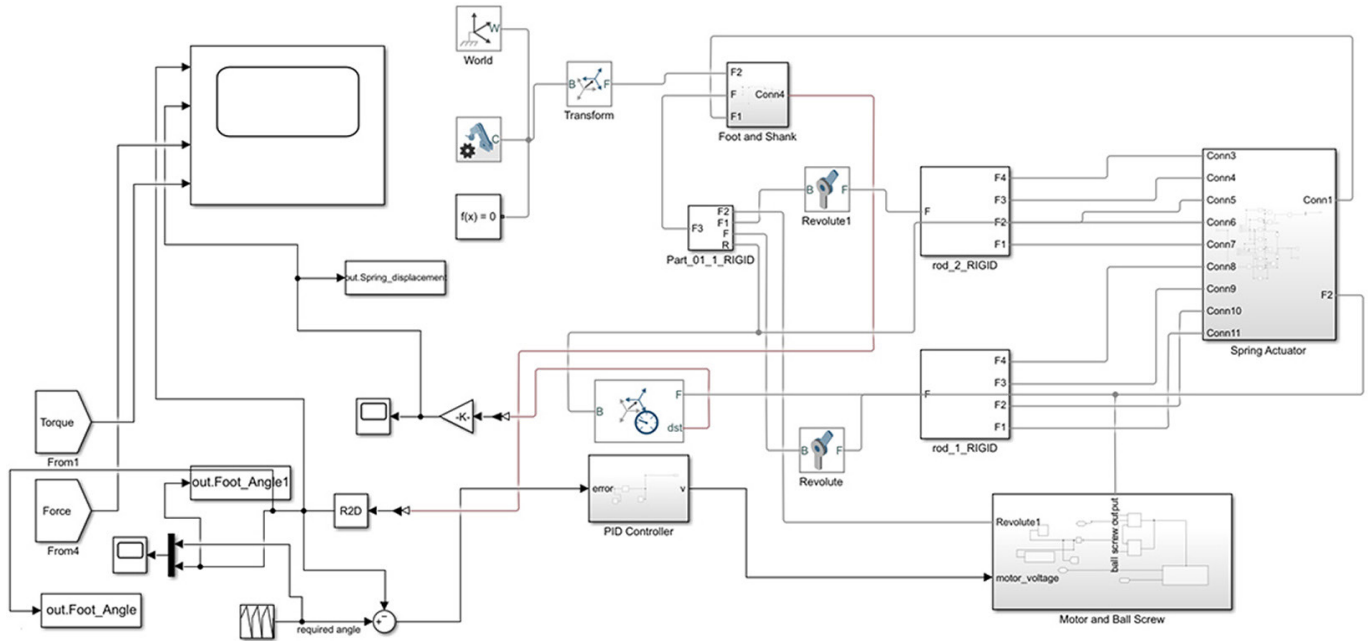 W
World
C
f(x) = 0
B F
Transform
F2
F
F1
Conn4
Foot and Shank
B F
Revolute1
F3
F2
F1
F
R
Part_01_1_RIGID
F
F4
F3
F2
F1
rod_2_RIGID
Conn3
Conn4
Conn5
Conn6
Conn7
Conn8
Conn9
Conn10
Conn11
Conn1
F2
Spring Actuator
out.Spring_displacement
F
F4
F3
F2
F1
rod_1_RIGID
B
F
dst
-K-
B F
Revolute
Torque
From1
out.Foot_Angle1
Force
From4
R2D
error
v
PID Controller
Revolute1
motor_voltage
ball screw output
Motor and Ball Screw
out.Foot_Angle
required angle
+
-